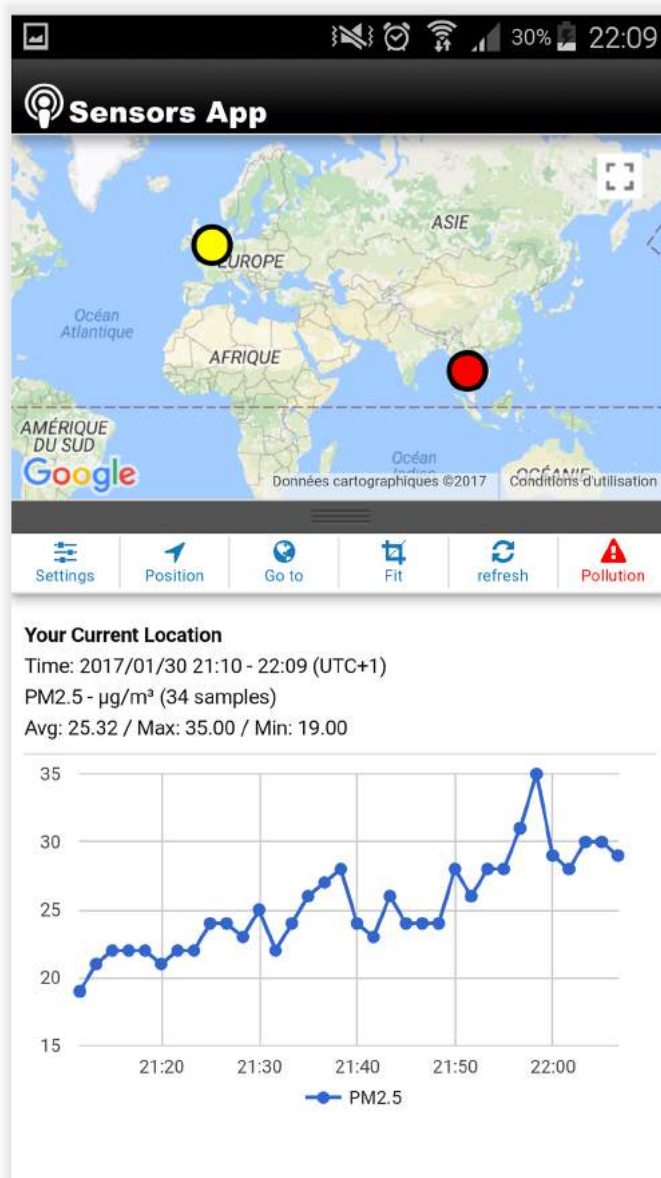 30% 22:09
Sensors App
ASIE
EUROPE
Océan
Atlantique
AFRIQUE
AMÉRIQUE
DU SUD
Océan
Google
Données cartographiques ©2017 Conditions d'utilisation
OCÉANIE
Settings Position Go to Fit refresh Pollution
Your Current Location
Time: 2017/01/30 21:10 - 22:09 (UTC+1)
PM2.5 - µg/m³ (34 samples)
Avg: 25.32 / Max: 35.00 / Min: 19.00
35
30
25
20
15
21:20 21:30 21:40 21:50 22:00
PM2.5